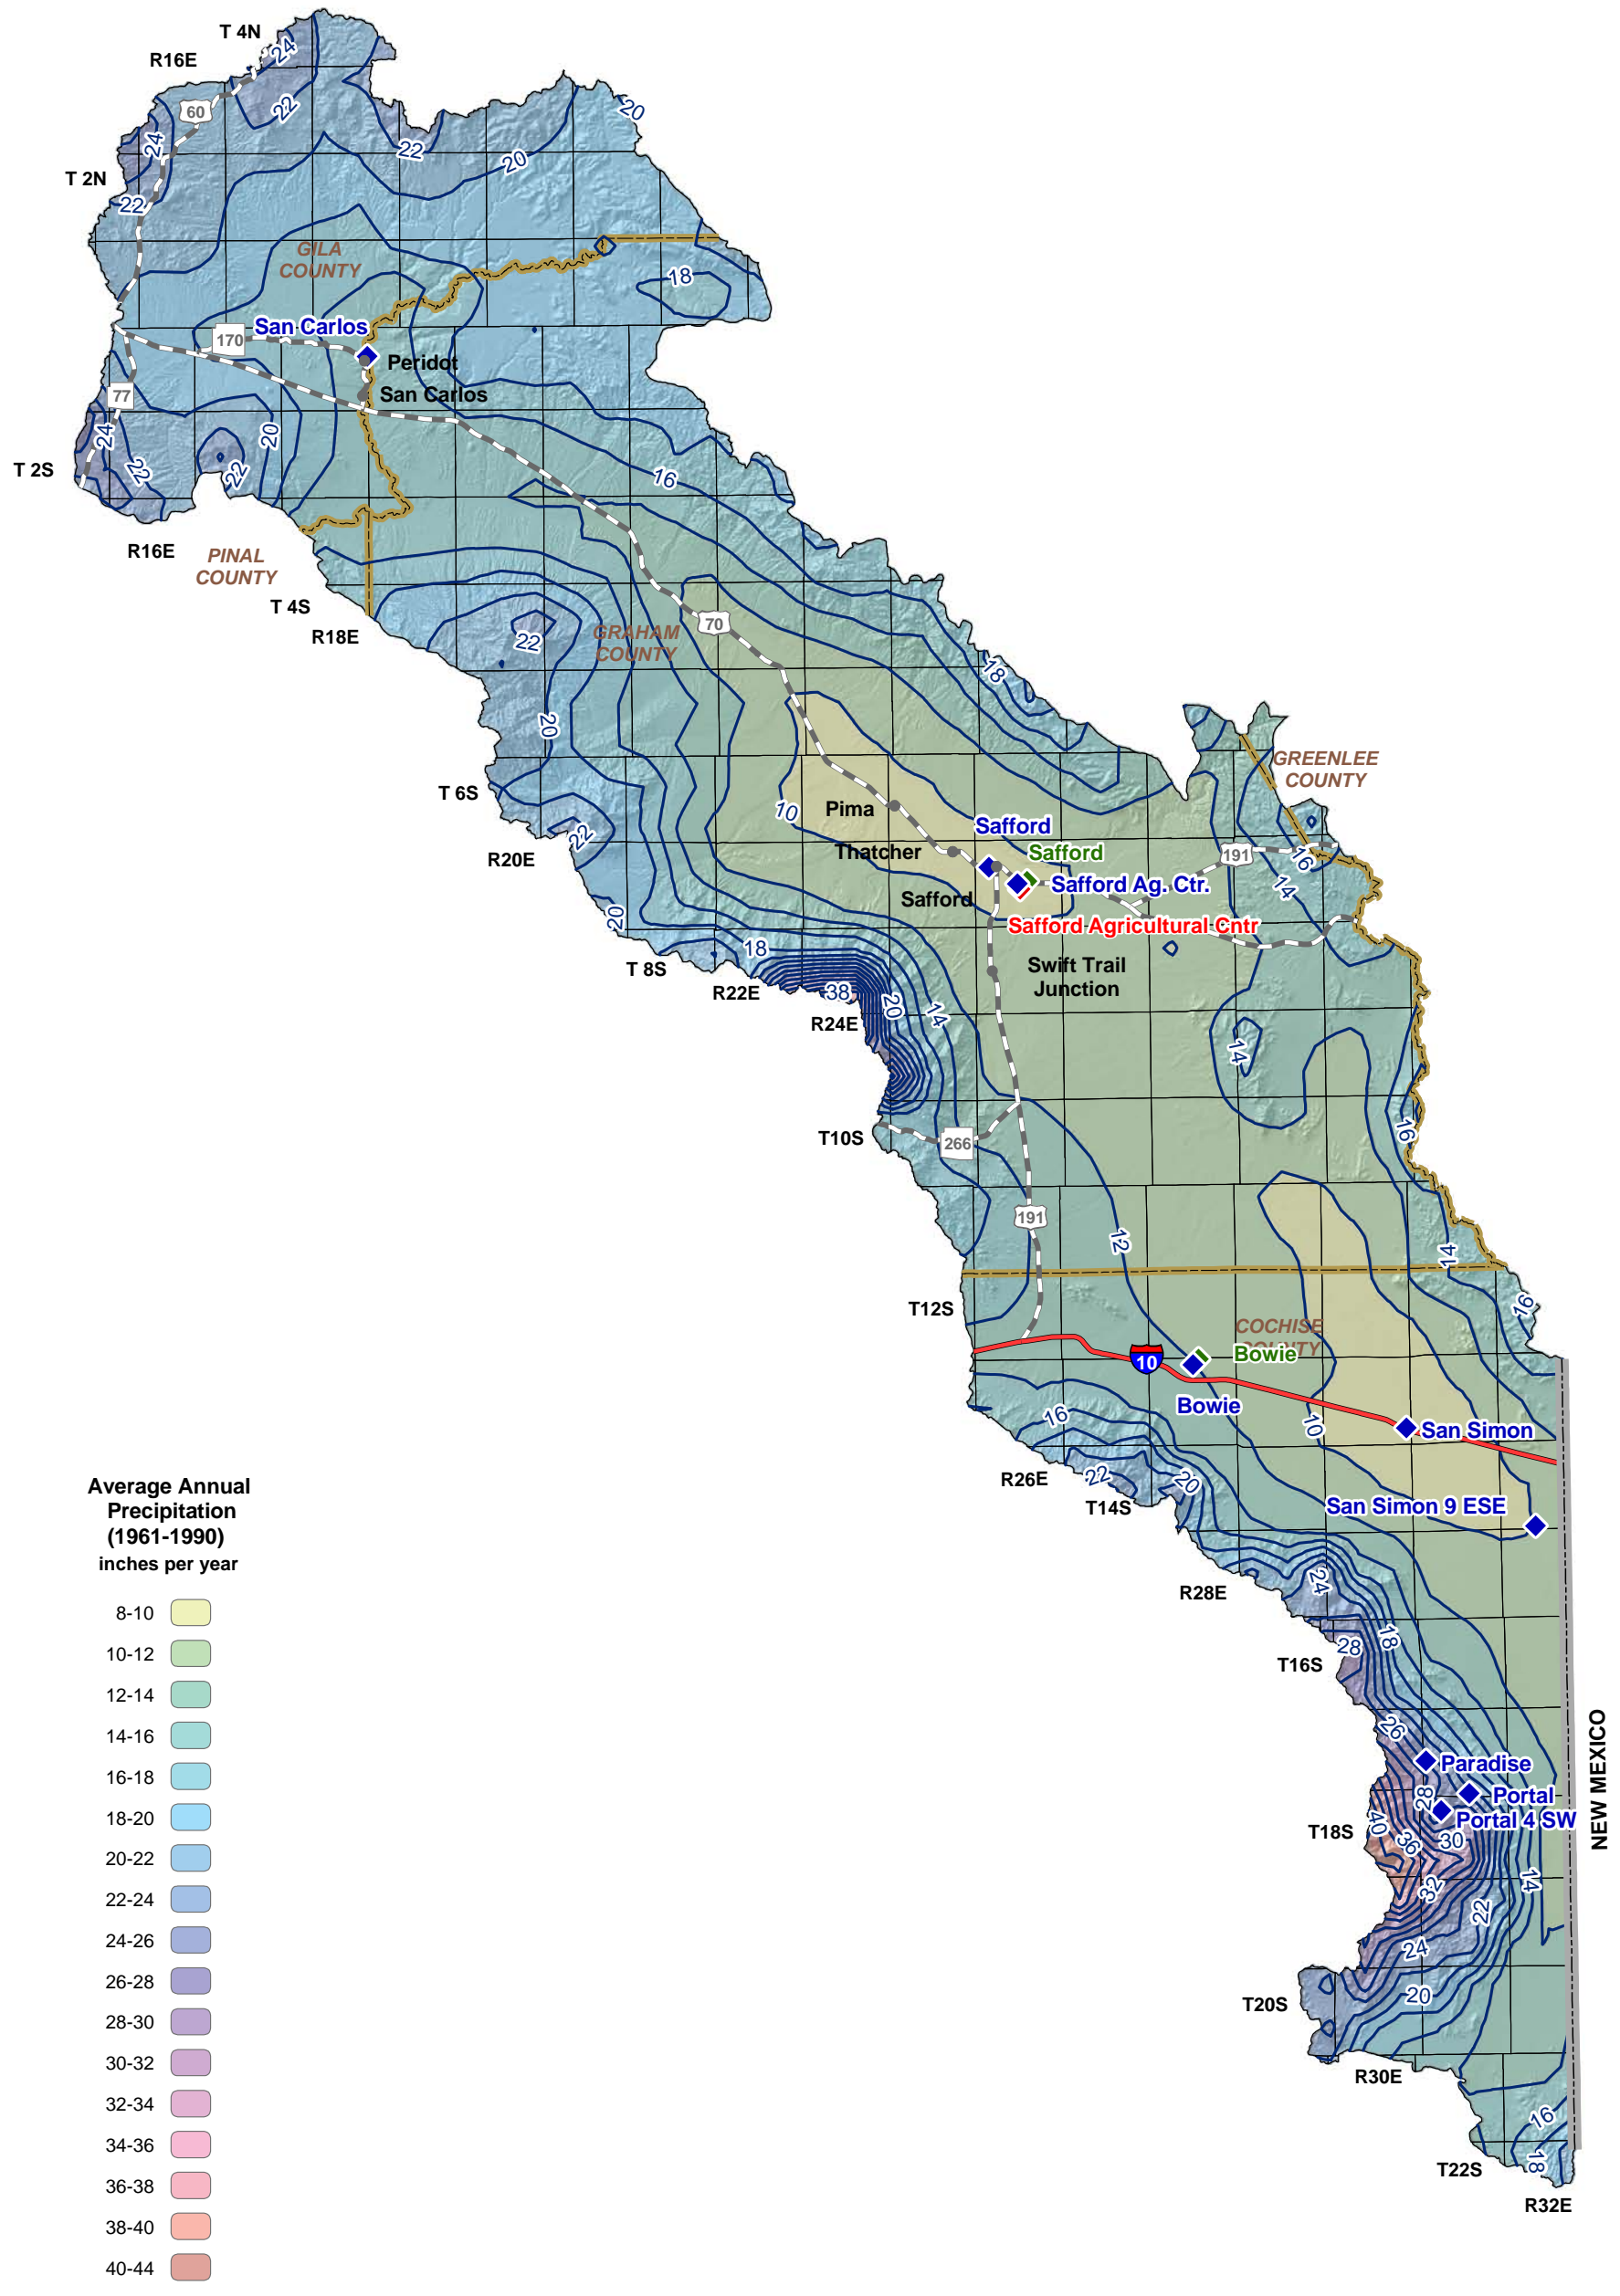 T 4N
24
R16E
60
22
20
24
22
20
T 2N
22
GILA
COUNTY
18
San Carlos
170
Peridot
77
San Carlos
24
20
22
22
16
T 2S
R16E
PINAL
COUNTY
T 4S
R18E
70
GRAHAM
COUNTY
22
18
20
GREENLEE
COUNTY
T 6S
10
Pima
Safford
22
Thatcher
Safford
191
16
R20E
Safford Ag. Ctr.
14
Safford
20
Safford Agricultural Cntr
18
T 8S
Swift Trail
Junction
R22E
38
20
14
R24E
14
T10S
266
16
191
12
14
T12S
16
COCHISE
COUNTY
10
Bowie
Bowie
16
10
San Simon
R26E
22
20
T14S
San Simon 9 ESE
24
R28E
28
18
T16S
26
NEW MEXICO
Paradise
28
Portal
40
Portal 4 SW
T18S
36
30
32
14
22
24
T20S
20
R30E
16
T22S
18
R32E
Average Annual
Precipitation
(1961-1990)
inches per year
8-10
10-12
12-14
14-16
16-18
18-20
20-22
22-24
24-26
26-28
28-30
30-32
32-34
34-36
36-38
38-40
40-44